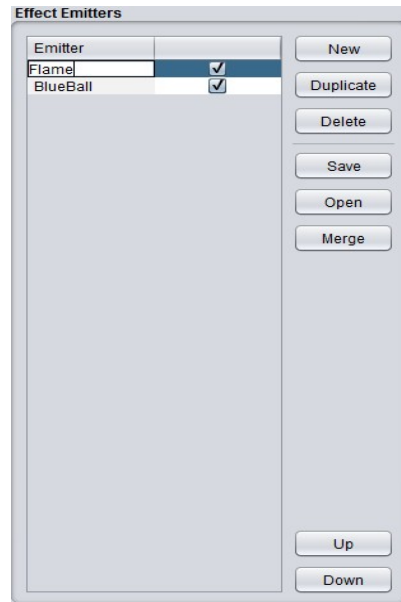 Effect Emitters
Emitter
Flame
BlueBall
New
Duplicate
Delete
Save
Open
Merge
Up
Down